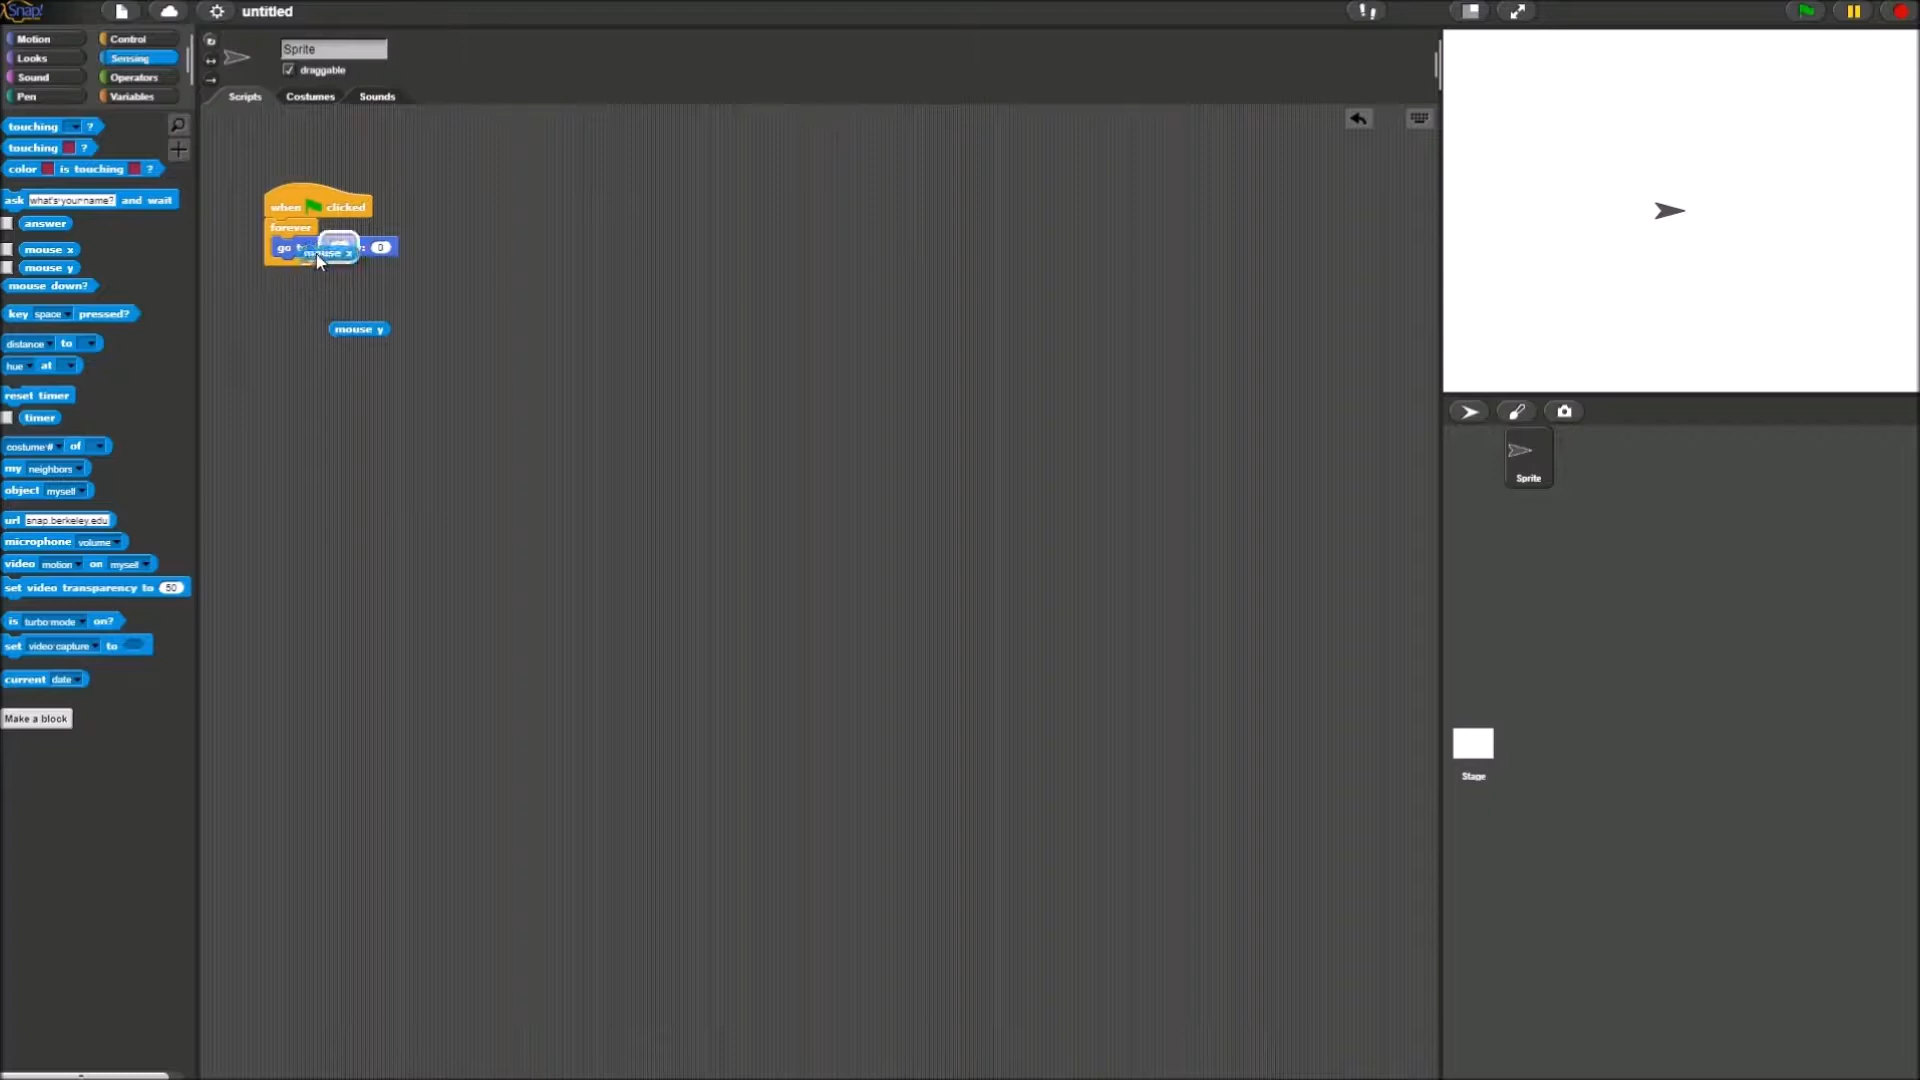 Snap!
untitled
Motion
Control
Looks
Sensing
Sound
Operators
Pen
Variables
Sprite
draggable
Scripts
Costumes
Sounds
touching ?
touching ?
color is touching ?
ask what's your name? and wait
answer
mouse x
mouse y
mouse down?
key space pressed?
distance to
hue at
reset timer
timer
costume # of
my neighbors
object myself
url snap.berkeley.edu
microphone volume
video motion on myself
set video transparency to 50
is turbo mode on?
set video capture to
current date
Make a block
when clicked
forever
go : 0
mouse x
mouse y
Sprite
Stage